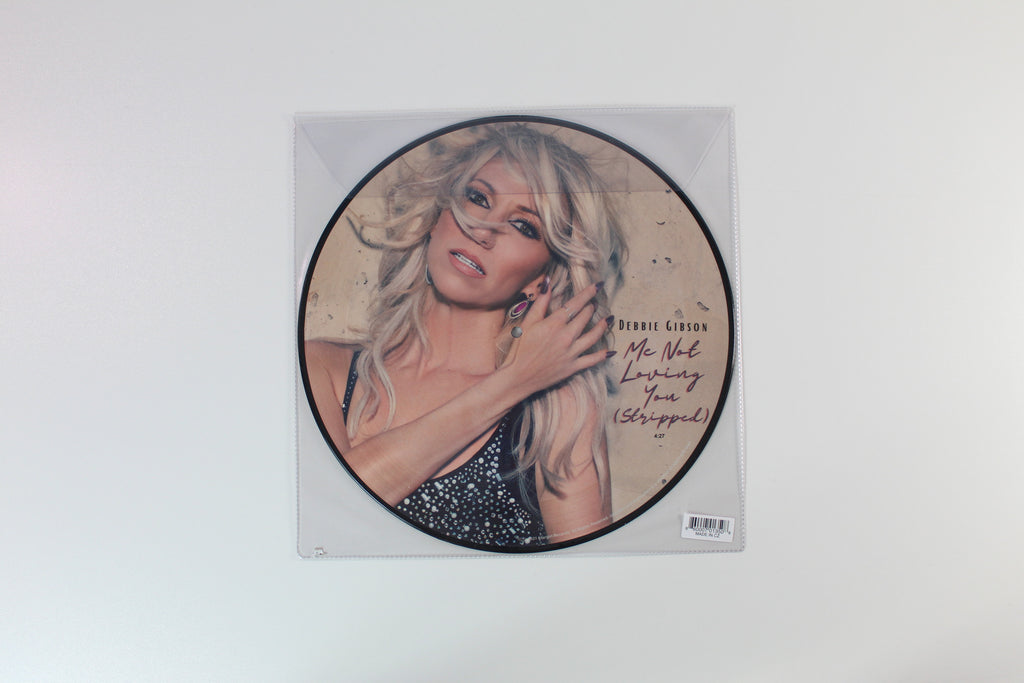 DEBBIE GIBSON
Me Not
Loving
You
(Stripped)
4:27
MADE IN CZ